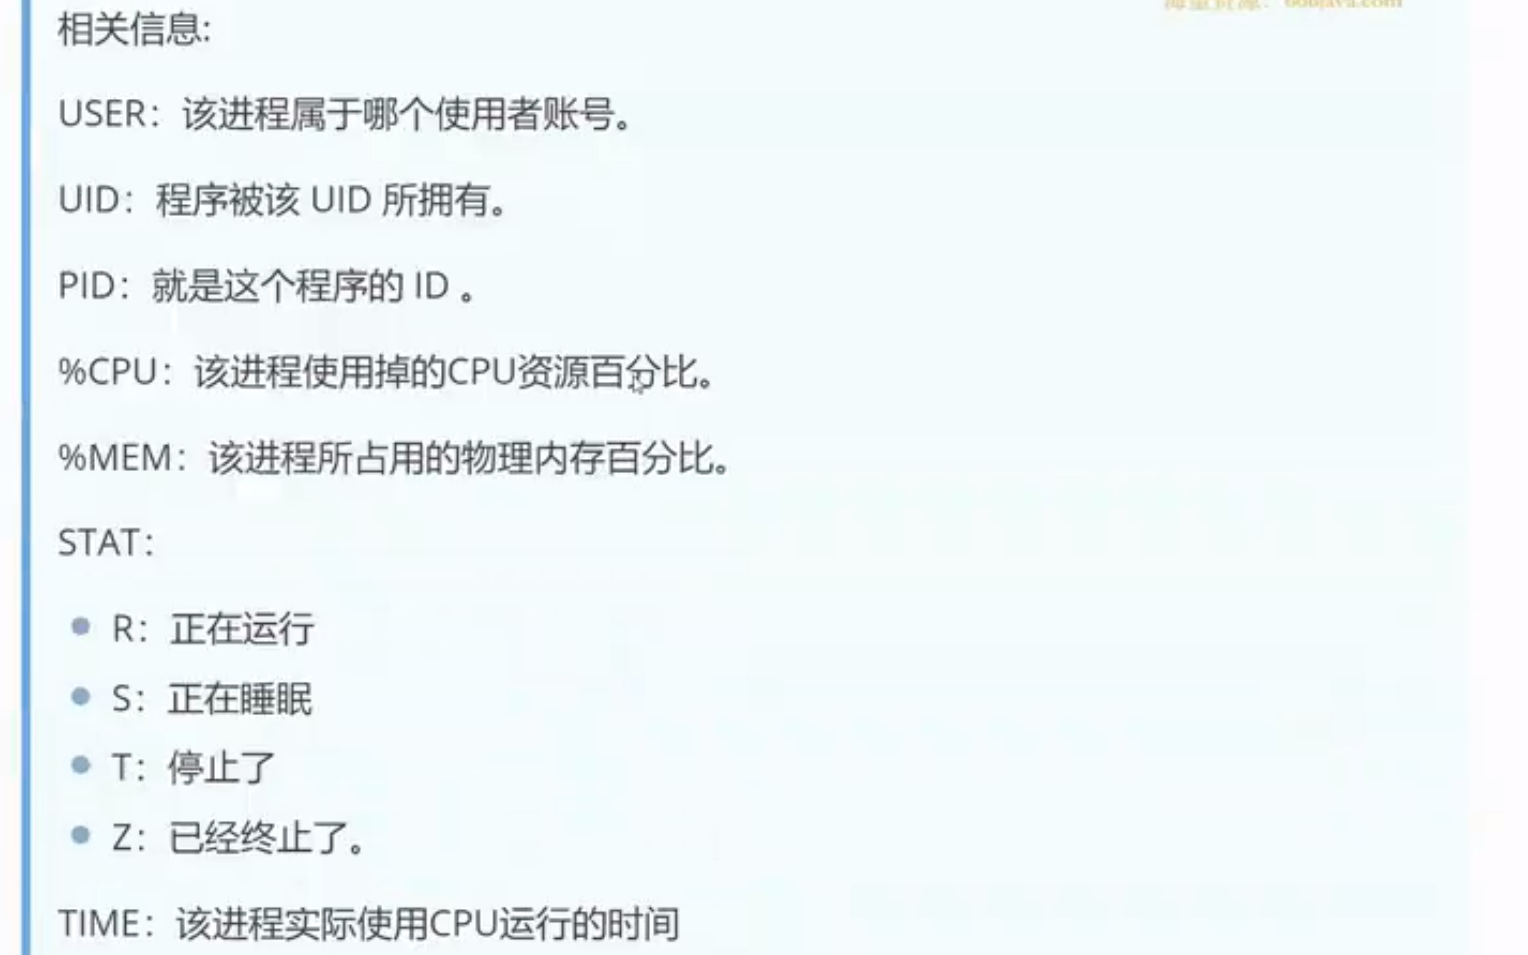 相关信息:
USER：该进程属于哪个使用者账号。
UID：程序被该 UID 所拥有。
PID：就是这个程序的 ID 。
%CPU：该进程使用掉的CPU资源百分比。
%MEM：该进程所占用的物理内存百分比。
STAT：
R：正在运行
S：正在睡眠
T：停止了
Z：已经终止了。
TIME：该进程实际使用CPU运行的时间